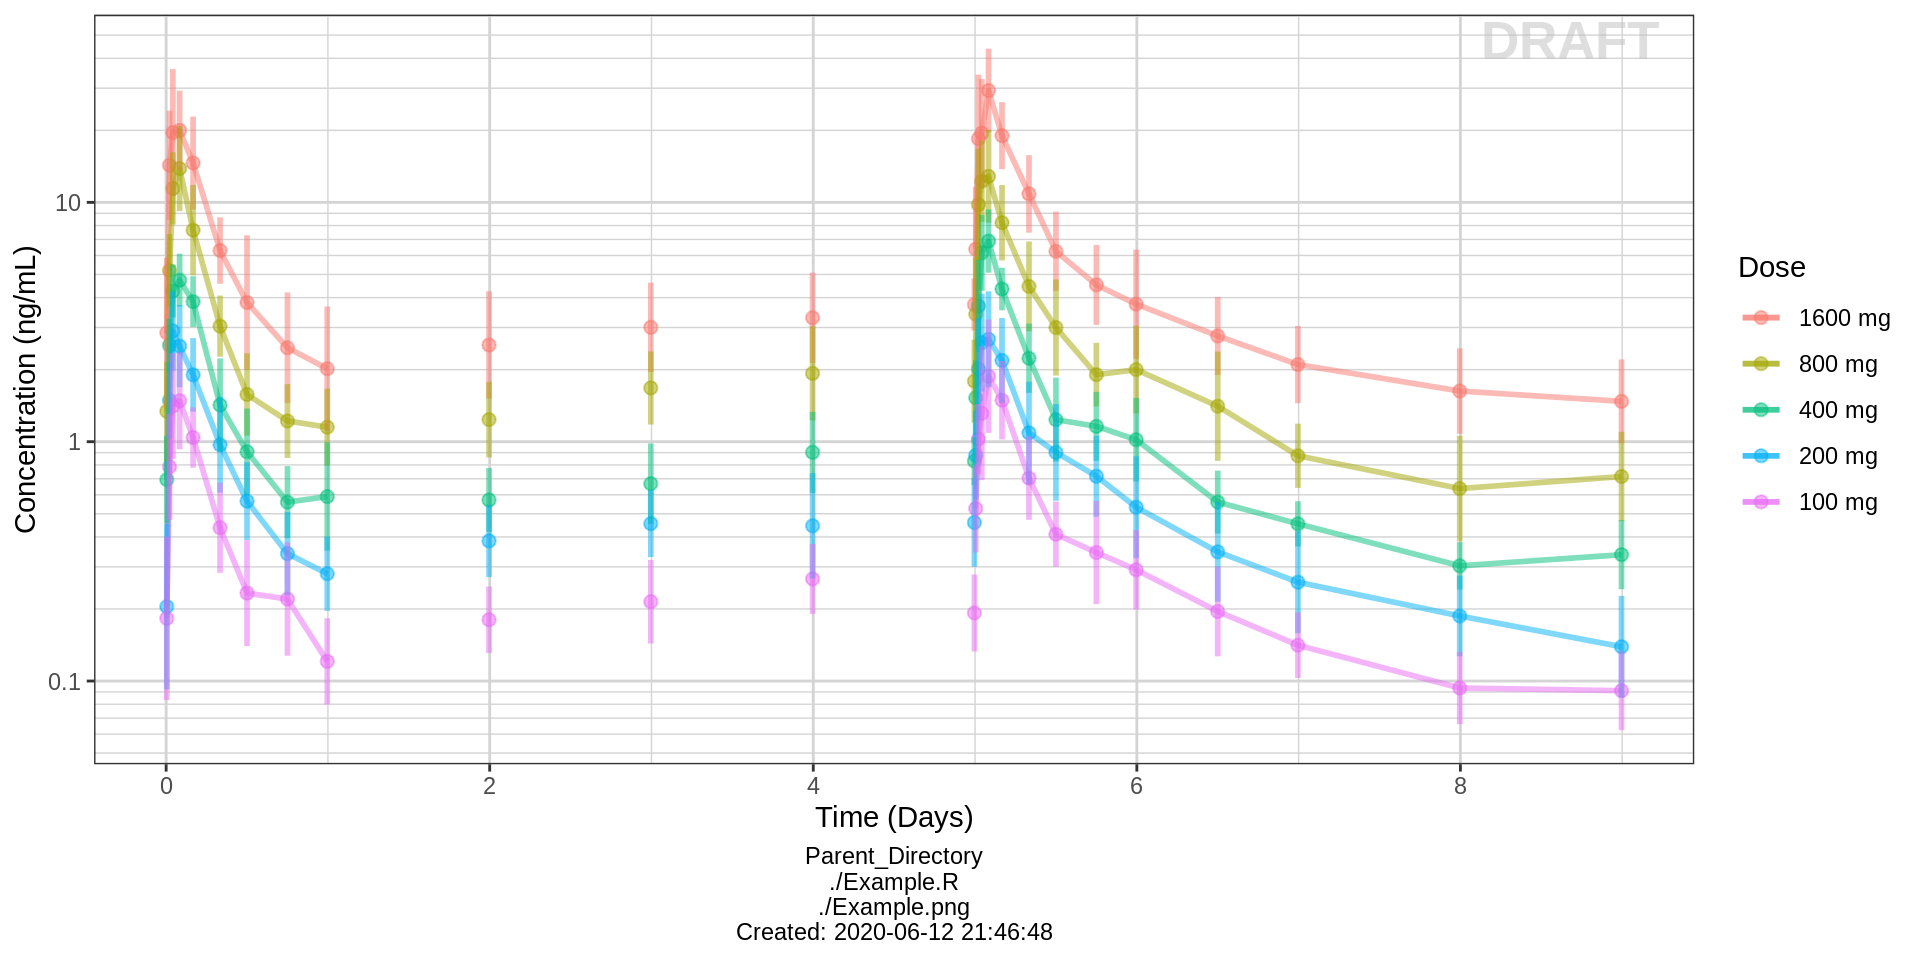 DRAFT
Concentration (ng/mL)
10
1
0.1
0 2 4 6 8
Time (Days)
Parent_Directory
./Example.R
./Example.png
Created: 2020-06-12 21:46:48
Dose
1600 mg
800 mg
400 mg
200 mg
100 mg